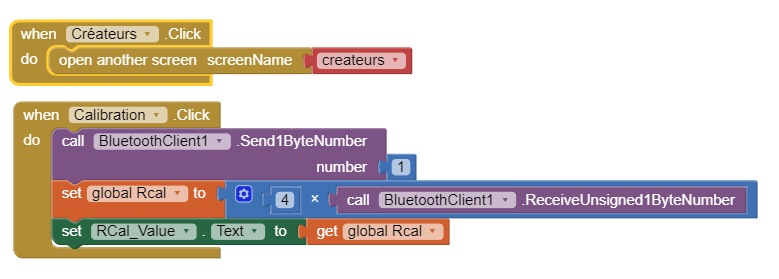 when Créateurs .Click
do open another screen screenName createurs
when Calibration .Click
do call BluetoothClient1 .Send1ByteNumber
number 1
set global Rcal to 4 × call BluetoothClient1 .ReceiveUnsigned1ByteNumber
set RCal_Value . Text to get global Rcal